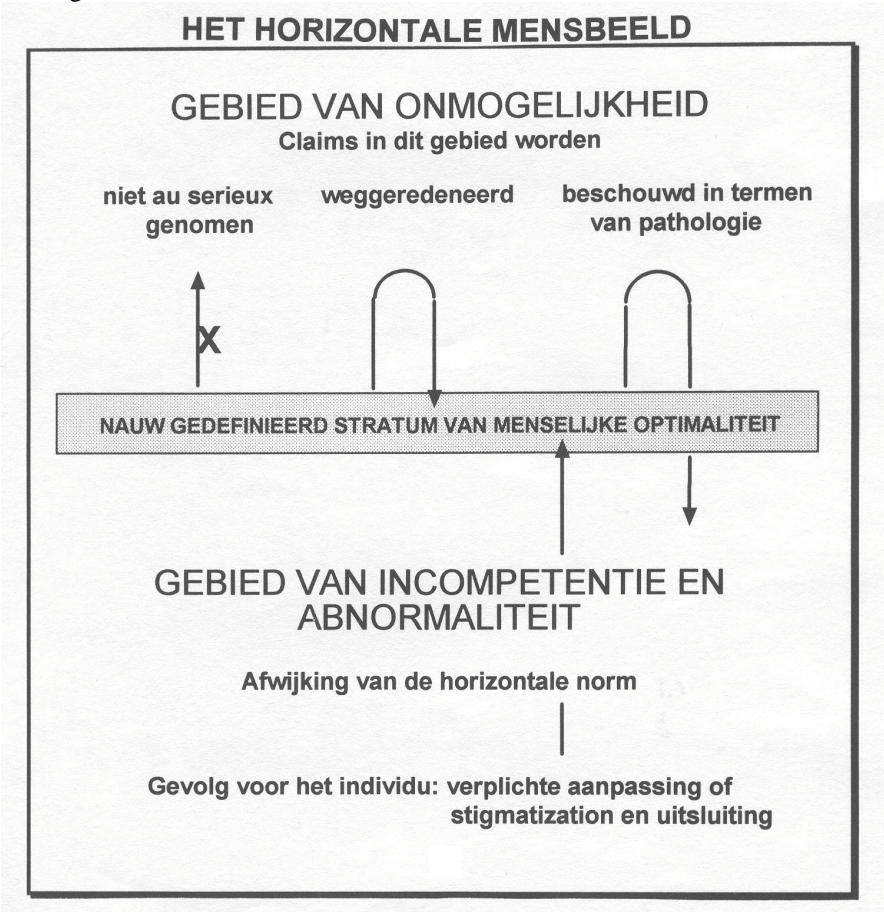 HET HORIZONTALE MENSBEELD
GEBIED VAN ONMOGELIJKHEID
Claims in dit gebied worden
niet au serieux
genomen
weggeredeneerd
beschouwd in termen
van pathologie
X
NAUW GEDEFINIEERD STRATUM VAN MENSELIJKE OPTIMALITEIT
GEBIED VAN INCOMPETENTIE EN
ABNORMALITEIT
Afwijking van de horizontale norm
Gevolg voor het individu: verplichte aanpassing of
stigmatization en uitsluiting